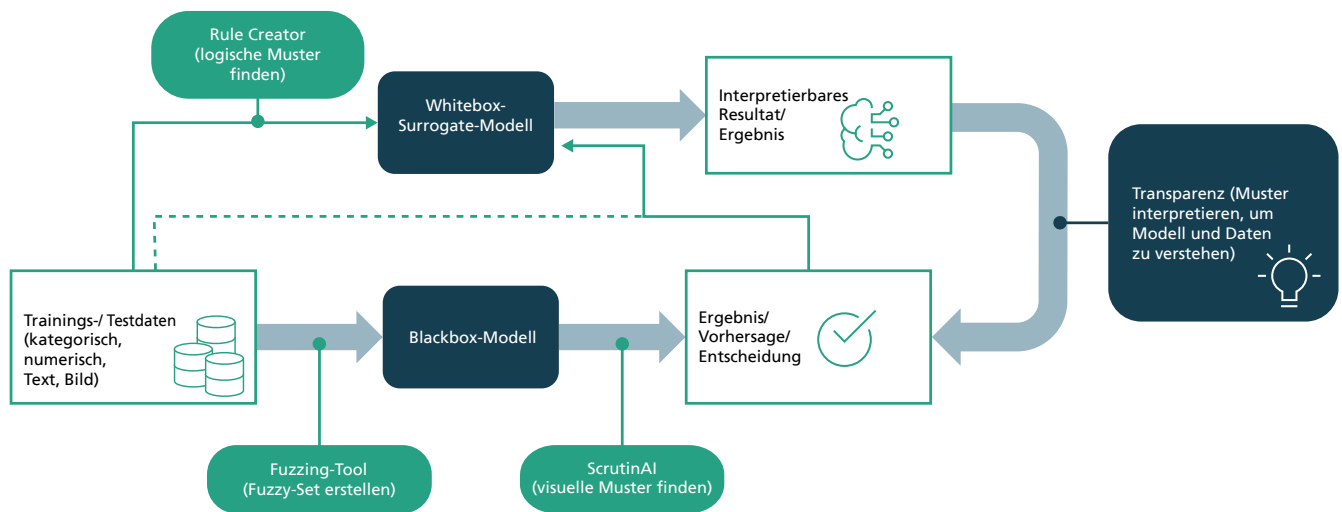 Rule Creator
(logische Muster
finden)
Whitebox-
Surrogate-Modell
Interpretierbares
Resultat/
Ergebnis
Transparenz (Muster
interpretieren, um
Modell und Daten
zu verstehen)
Trainings-/ Testdaten
(kategorisch,
numerisch,
Text, Bild)
Blackbox-Modell
Ergebnis/
Vorhersage/
Entscheidung
Fuzzing-Tool
(Fuzzy-Set erstellen)
ScrutinAI
(visuelle Muster finden)